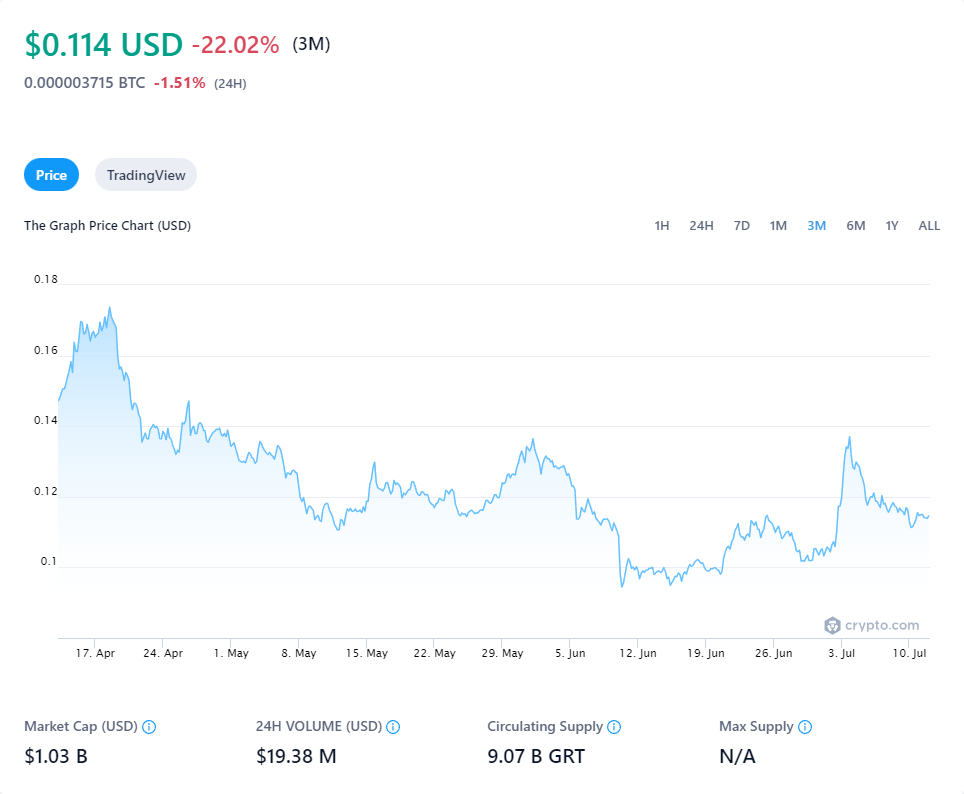 $0.114 USD -22.02% (3M)
0.000003715 BTC -1.51% (24H)
Price TradingView
The Graph Price Chart (USD) 1H 24H 7D 1M 3M 6M 1Y ALL
0.18
0.16
0.14
0.12
0.1
crypto.com
17. Apr 24. Apr 1. May 8. May 15. May 22. May 29. May 5. Jun 12. Jun 19. Jun 26. Jun 3. Jul 10. Jul
Market Cap (USD) 24H VOLUME (USD) Circulating Supply Max Supply
$1.03 B $19.38 M 9.07 B GRT N/A